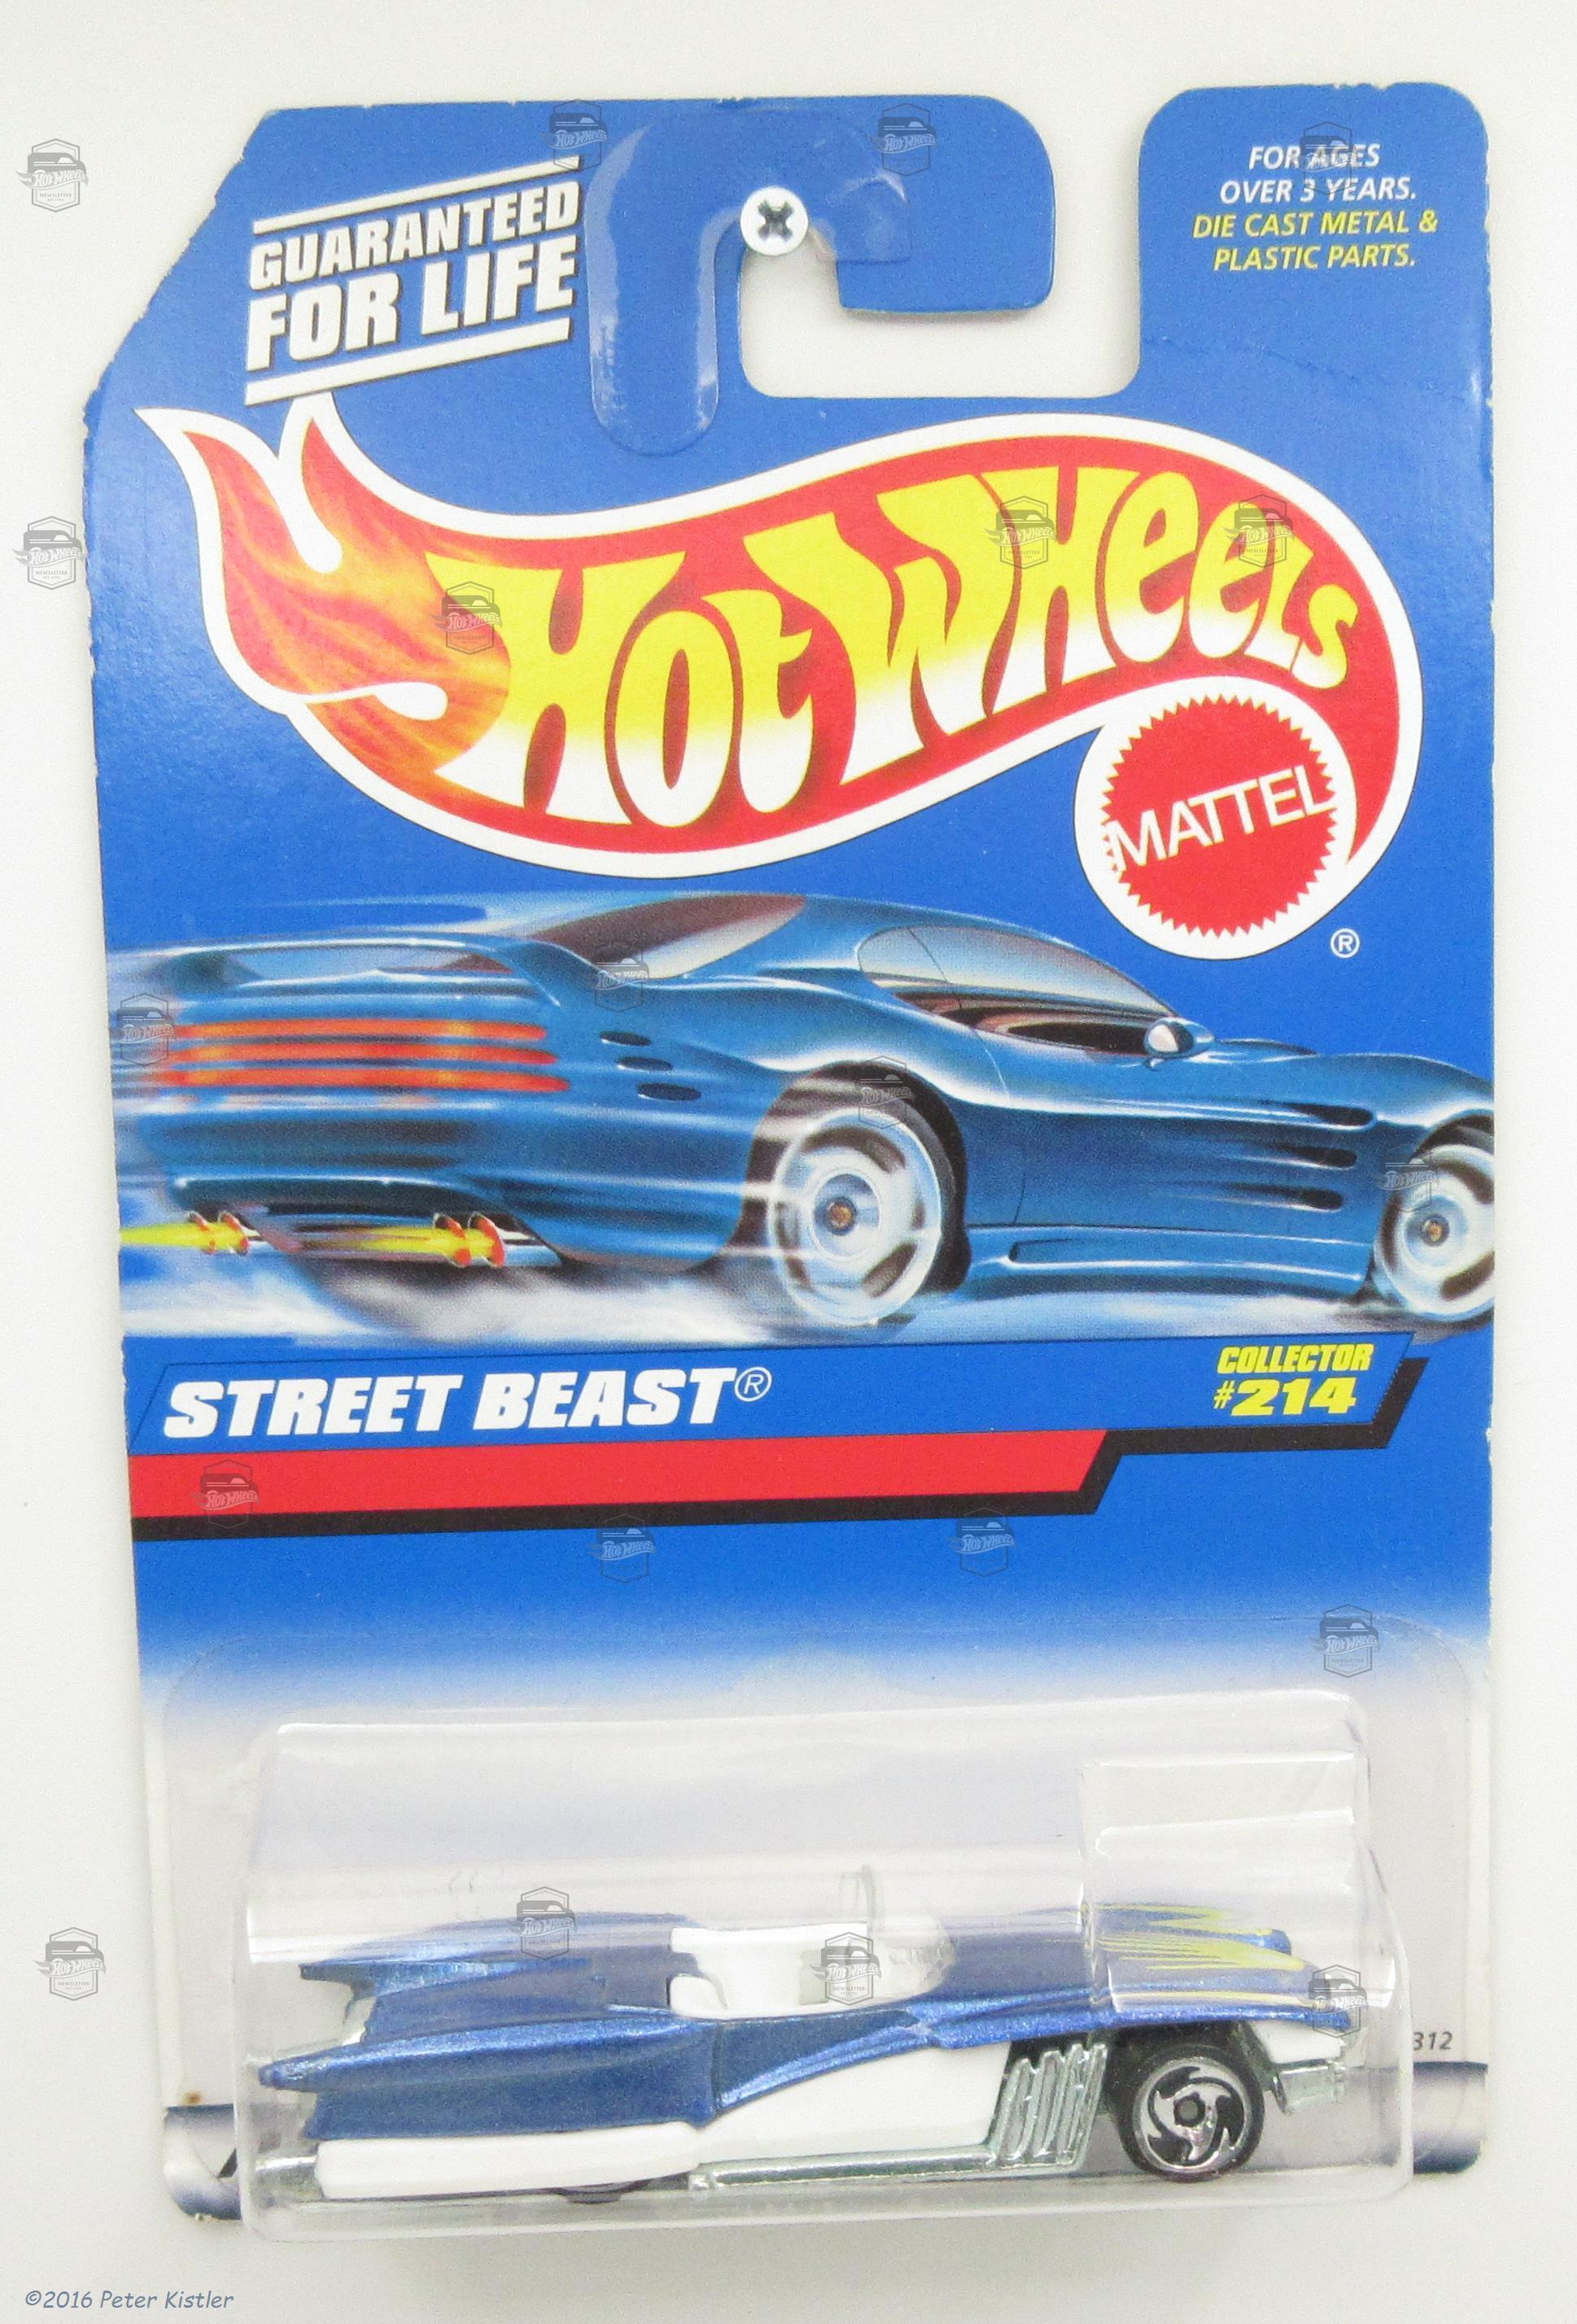 GUARANTEED
FOR LIFE
FOR AGES
OVER 3 YEARS.
DIE CAST METAL &
PLASTIC PARTS.
HOT WHEELS
MATTEL
®
STREET BEAST®
COLLECTOR
#214
312
©2016 Peter Kistler